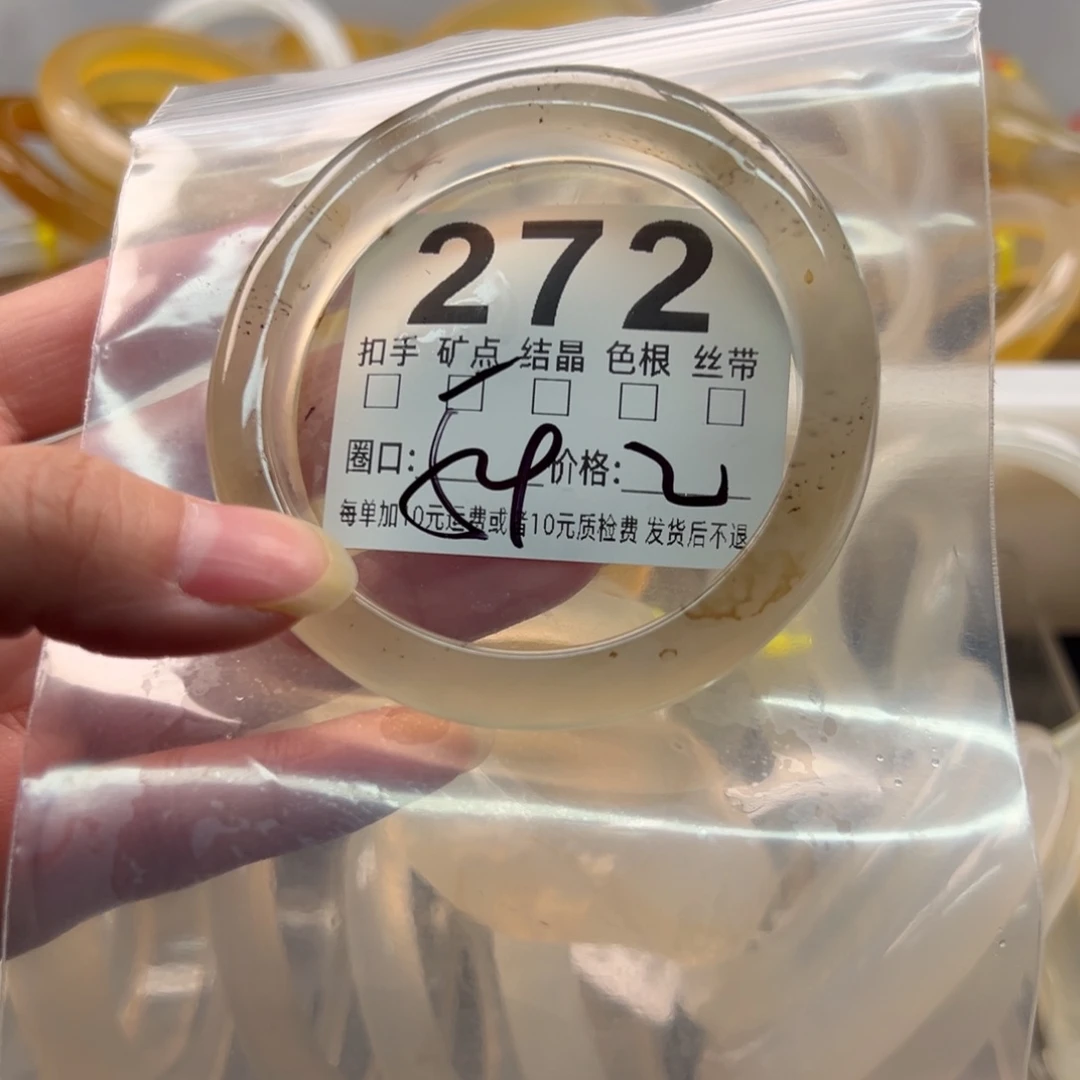 272
扣手 矿点 结晶 色根 丝带
圈口: 价格:
每单加10元运费或者10元质检费 发货后不退